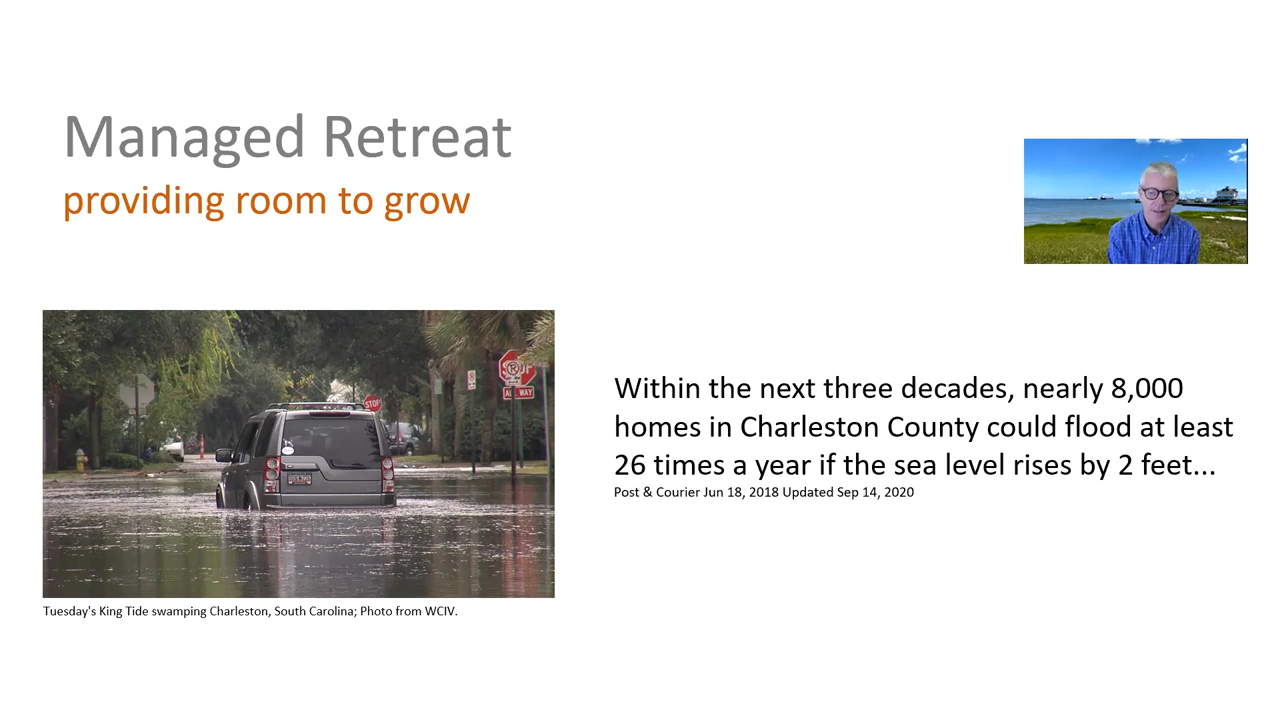 Managed Retreat
providing room to grow
STOP
ALL WAY
Within the next three decades, nearly 8,000
homes in Charleston County could flood at least
26 times a year if the sea level rises by 2 feet...
Post & Courier Jun 18, 2018 Updated Sep 14, 2020
Tuesday's King Tide swamping Charleston, South Carolina; Photo from WCIV.